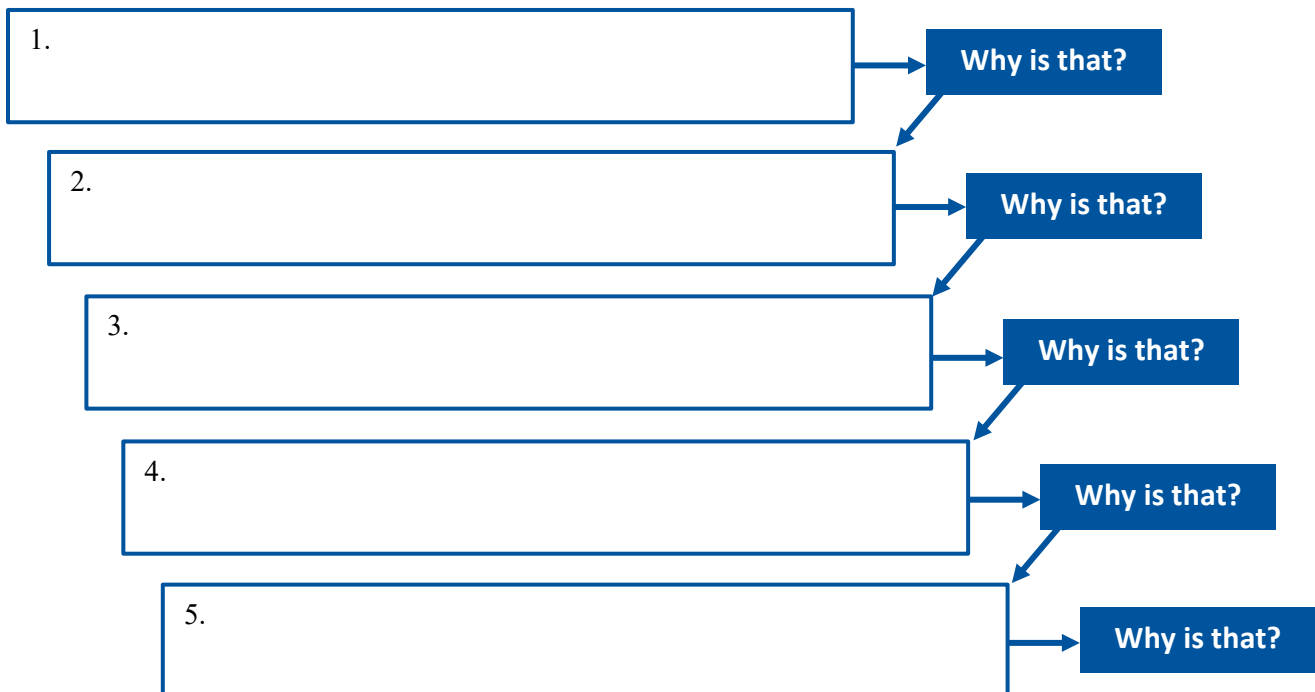 1.
Why is that?
2.
Why is that?
3.
Why is that?
4.
Why is that?
5.
Why is that?